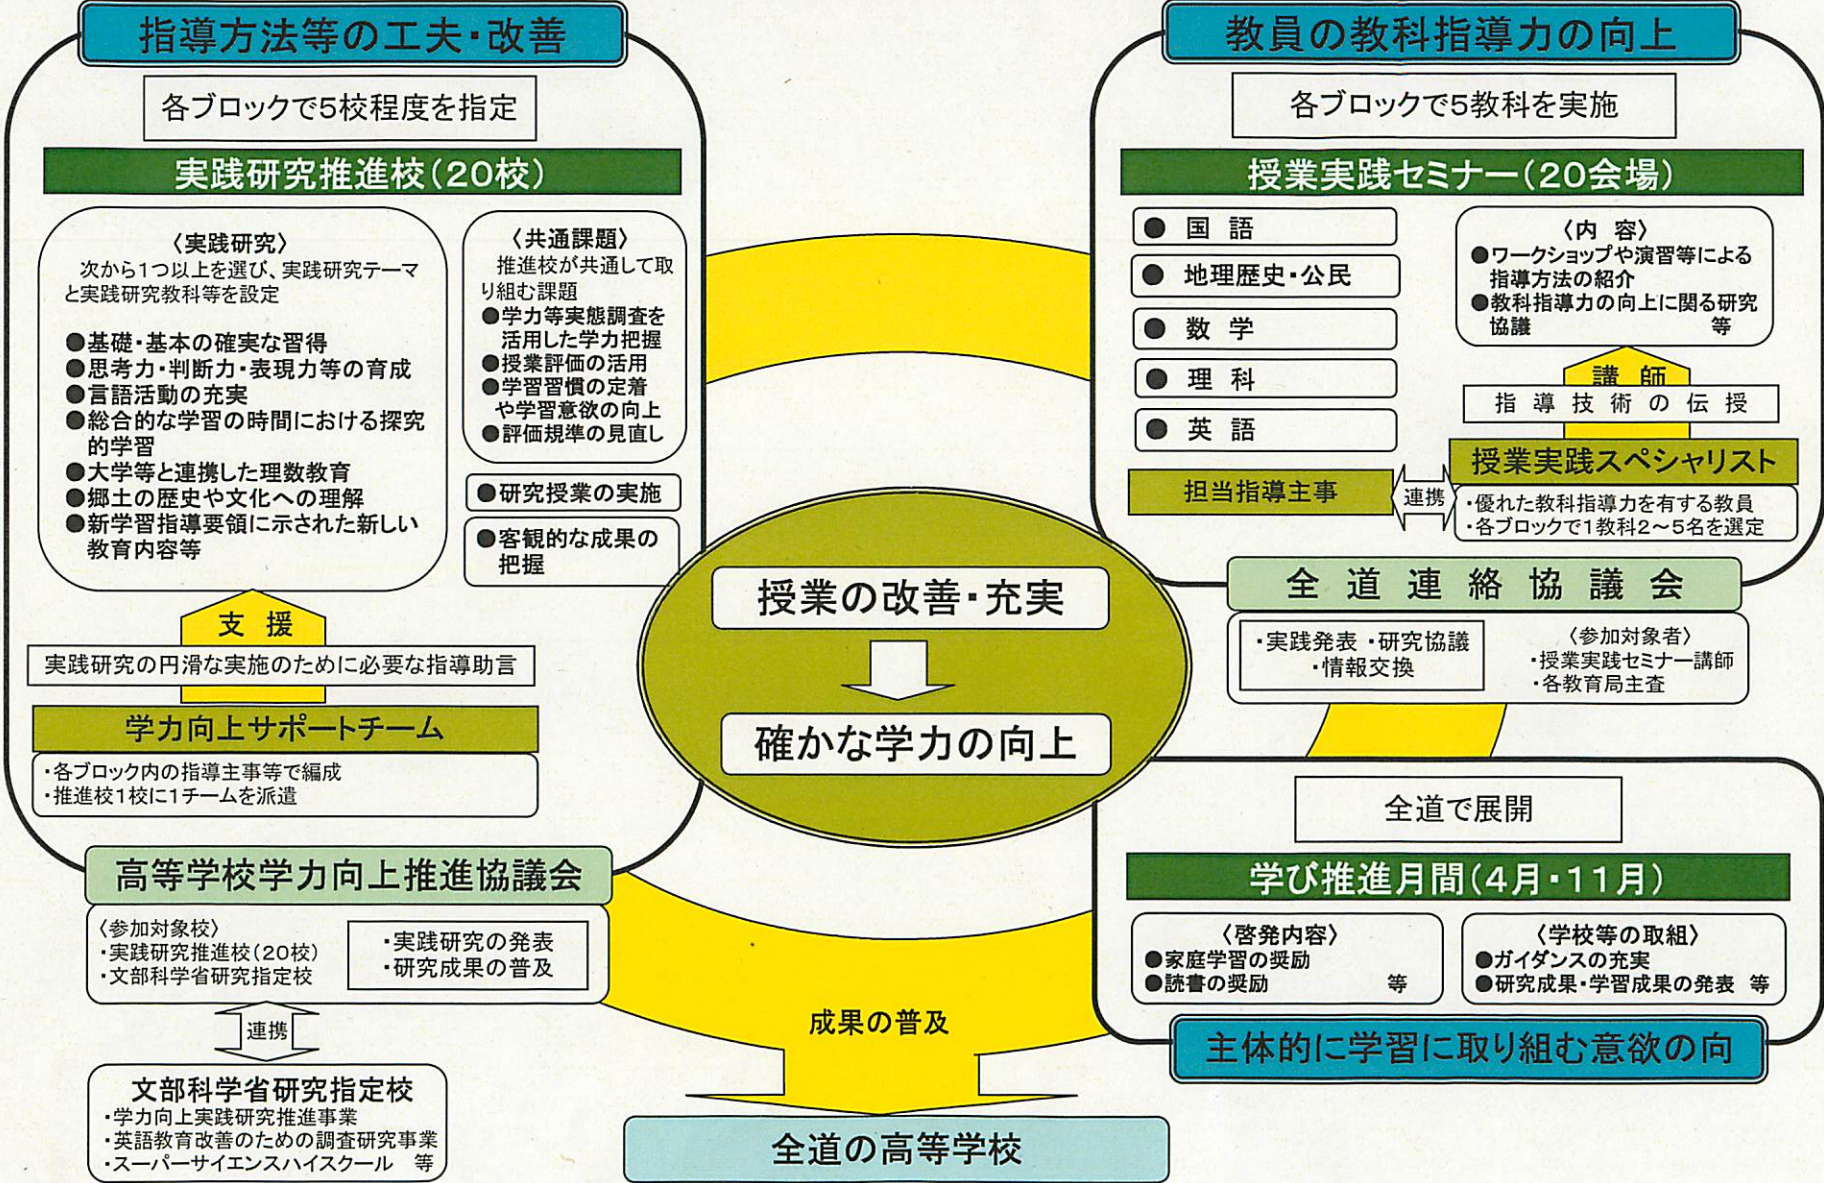 指導方法等の工夫・改善
各ブロックで5校程度を指定
実践研究推進校(20校)
〈実践研究〉
次から1つ以上を選び、実践研究テーマ
と実践研究教科等を設定
●基礎・基本の確実な習得
●思考力・判断力・表現力等の育成
●言語活動の充実
●総合的な学習の時間における探究
的学習
●大学等と連携した理数教育
●郷土の歴史や文化への理解
●新学習指導要領に示された新しい
教育内容等
〈共通課題〉
推進校が共通して取
り組む課題
●学力等実態調査を
活用した学力把握
●授業評価の活用
●学習習慣の定着
や学習意欲の向上
●評価規準の見直し
●研究授業の実施
●客観的な成果の
把握
支援
実践研究の円滑な実施のために必要な指導助言
学力向上サポートチーム
・各ブロック内の指導主事等で編成
・推進校1校に1チームを派遣
高等学校学力向上推進協議会
〈参加対象校〉
・実践研究推進校(20校)
・文部科学省研究指定校
・実践研究の発表
・研究成果の普及
連携
文部科学省研究指定校
・学力向上実践研究推進事業
・英語教育改善のための調査研究事業
・スーパーサイエンスハイスクール 等
授業の改善・充実
確かな学力の向上
成果の普及
全道の高等学校
教員の教科指導力の向上
各ブロックで5教科を実施
授業実践セミナー(20会場)
● 国 語
● 地理歴史・公民
● 数 学
● 理 科
● 英 語
〈内 容〉
●ワークショップや演習等による
指導方法の紹介
●教科指導力の向上に関る研究
協議 等
講 師
指 導 技 術 の 伝 授
担当指導主事
連携
授業実践スペシャリスト
・優れた教科指導力を有する教員
・各ブロックで1教科2～5名を選定
全 道 連 絡 協 議 会
・実践発表 ・研究協議
・情報交換
〈参加対象者〉
・授業実践セミナー講師
・各教育局主査
全道で展開
学び推進月間(4月・11月)
〈啓発内容〉
●家庭学習の奨励
●読書の奨励 等
〈学校等の取組〉
●ガイダンスの充実
●研究成果・学習成果の発表 等
主体的に学習に取り組む意欲の向